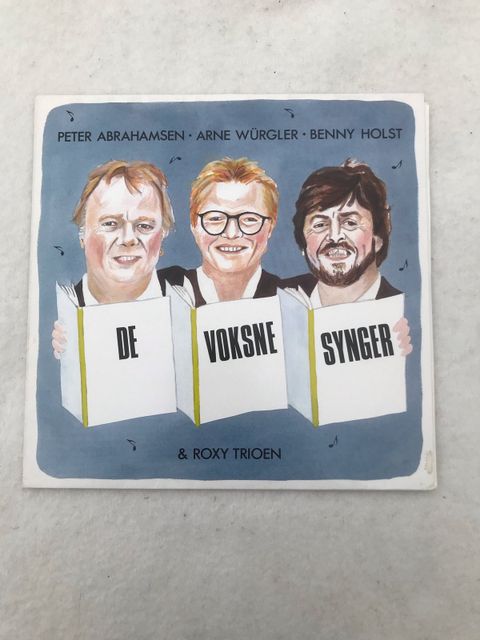 PETER ABRAHAMSEN · ARNE WÜRGLER · BENNY HOLST
DE VOKSNE SYNGER
& ROXY TRIOEN